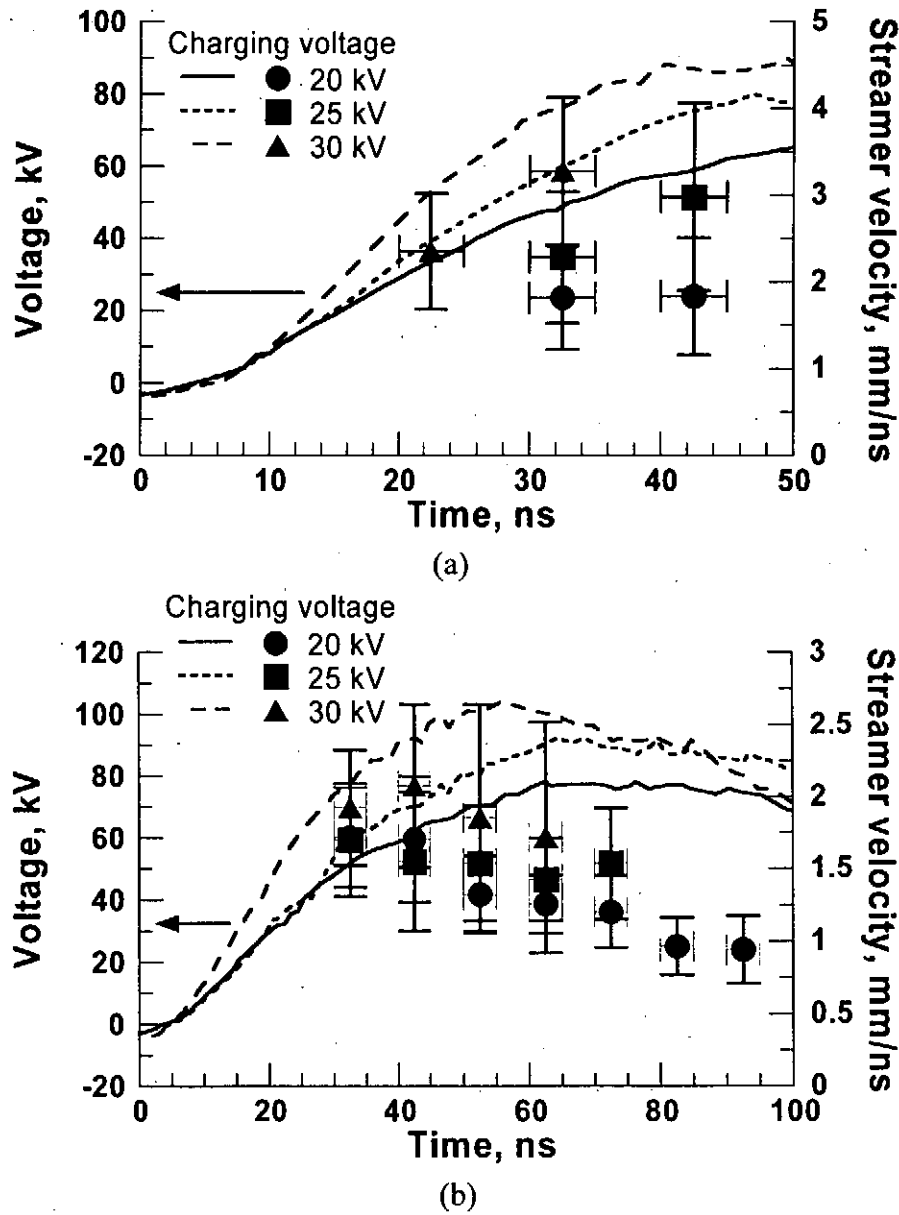 Charging voltage
20 kV
25 kV
30 kV
Voltage, kV
100
80
60
40
20
0
-20
Streamer velocity, mm/ns
5
4
3
2
1
0
0
10
20
30
40
50
Time, ns
(a)
Charging voltage
20 kV
25 kV
30 kV
Voltage, kV
120
100
80
60
40
20
0
-20
Streamer velocity, mm/ns
3
2.5
2
1.5
1
0.5
0
0
20
40
60
80
100
Time, ns
(b)